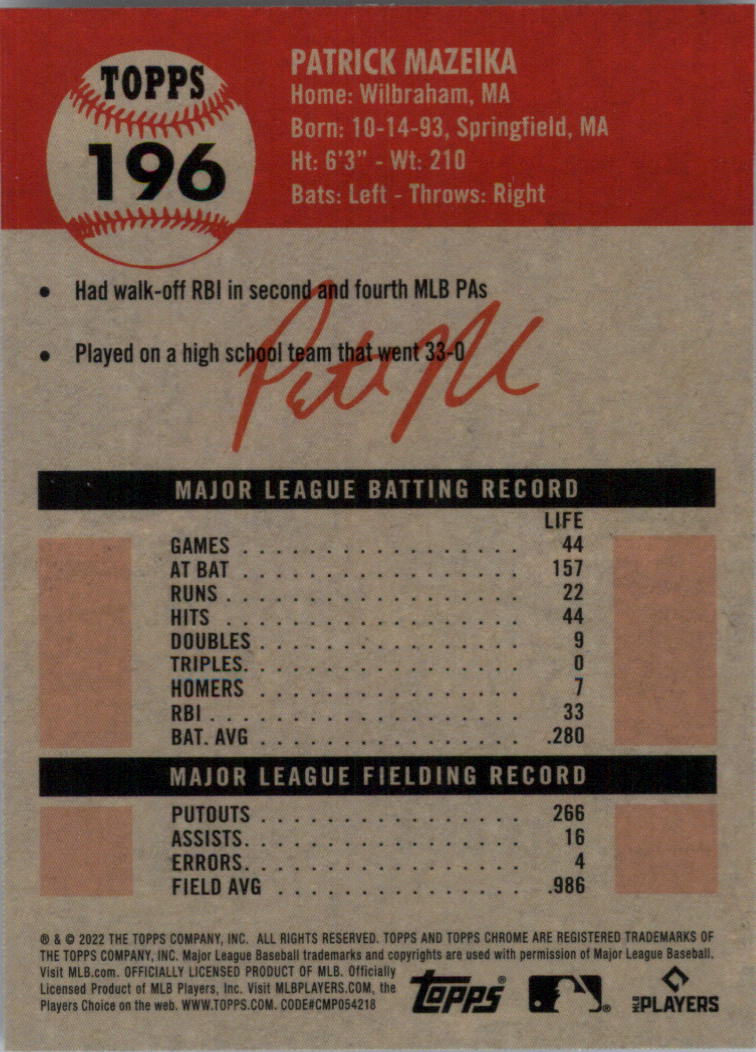 TOPPS
196
PATRICK MAZEIKA
Home: Wilbraham, MA
Born: 10-14-93, Springfield, MA
Ht: 6'3" - Wt: 210
Bats: Left - Throws: Right
• Had walk-off RBI in second and fourth MLB PAs
• Played on a high school team that went 33-0
MAJOR LEAGUE BATTING RECORD
LIFE
GAMES . . . . . . . . . . . . . . . . . 44
AT BAT . . . . . . . . . . . . . . . . . 157
RUNS . . . . . . . . . . . . . . . . . . 22
HITS . . . . . . . . . . . . . . . . . . 44
DOUBLES . . . . . . . . . . . . . . . . 9
TRIPLES. . . . . . . . . . . . . . . . . 0
HOMERS . . . . . . . . . . . . . . . . 7
RBI . . . . . . . . . . . . . . . . . . . 33
BAT. AVG . . . . . . . . . . . . . . . . .280
MAJOR LEAGUE FIELDING RECORD
PUTOUTS . . . . . . . . . . . . . . . . 266
ASSISTS. . . . . . . . . . . . . . . . . 16
ERRORS. . . . . . . . . . . . . . . . . 4
FIELD AVG . . . . . . . . . . . . . . . .986
® & © 2022 THE TOPPS COMPANY, INC. ALL RIGHTS RESERVED. TOPPS AND TOPPS CHROME ARE REGISTERED TRADEMARKS OF
THE TOPPS COMPANY, INC. Major League Baseball trademarks and copyrights are used with permission of Major League Baseball.
Visit MLB.com. OFFICIALLY LICENSED PRODUCT OF MLB. Officially
Licensed Product of MLB Players, Inc. Visit MLBPLAYERS.COM, the
Players Choice on the web. WWW.TOPPS.COM. CODE#CMP054218
topps®
MLB PLAYERS